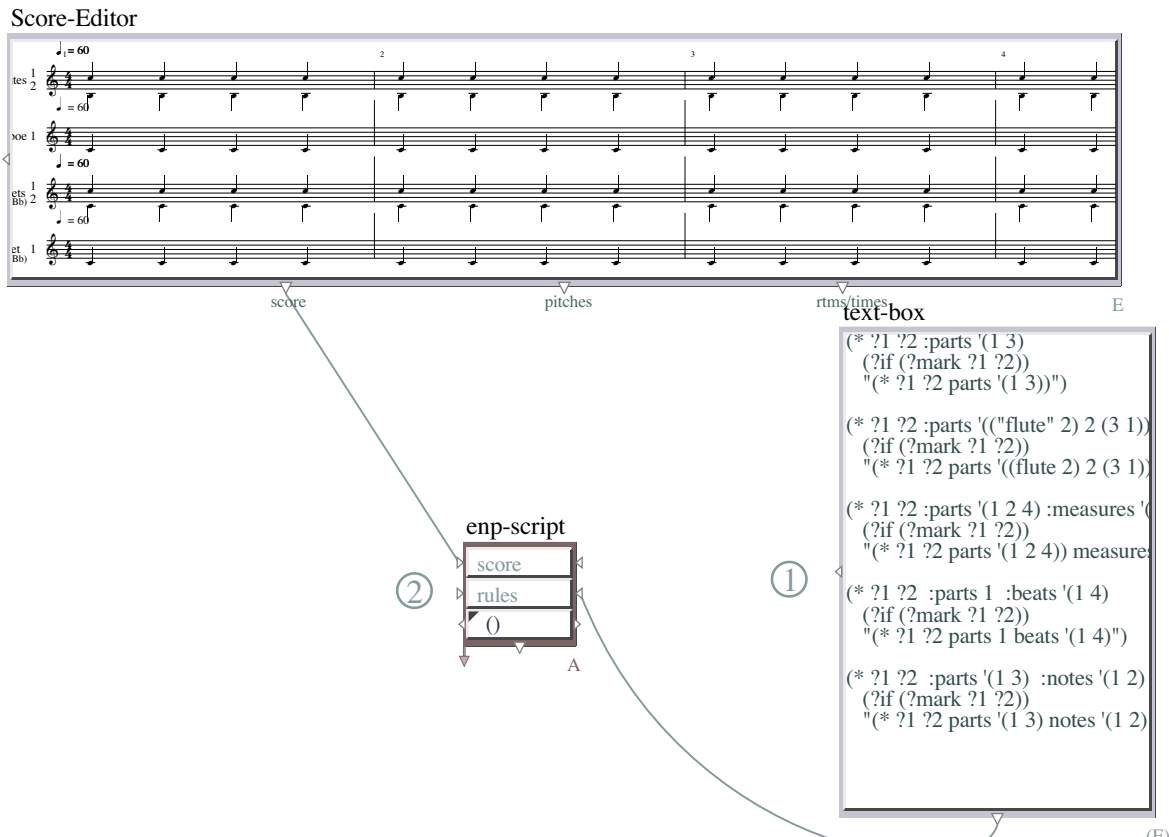 Score-Editor
= 60
1
2
3
4
tes 1
2
= 60
oe 1
= 60
ets 1
Bb) 2
= 60
et 1
Bb)
score
pitches
rtms/times
E
text-box
(* ?1 ?2 :parts '(1 3)
(?if (?mark ?1 ?2))
"(* ?1 ?2 parts '(1 3))")
(* ?1 ?2 :parts '(("flute" 2) 2 (3 1))
(?if (?mark ?1 ?2))
"(* ?1 ?2 parts '((flute 2) 2 (3 1))
(* ?1 ?2 :parts '(1 2 4) :measures '(
(?if (?mark ?1 ?2))
"(* ?1 ?2 parts '(1 2 4)) measures
(* ?1 ?2  :parts 1  :beats '(1 4)
(?if (?mark ?1 ?2))
"(* ?1 ?2 parts 1 beats '(1 4)")
(* ?1 ?2  :parts '(1 3)  :notes '(1 2)
(?if (?mark ?1 ?2))
"(* ?1 ?2 parts '(1 3) notes '(1 2)
(E)
1
enp-script
score
rules
()
A
2